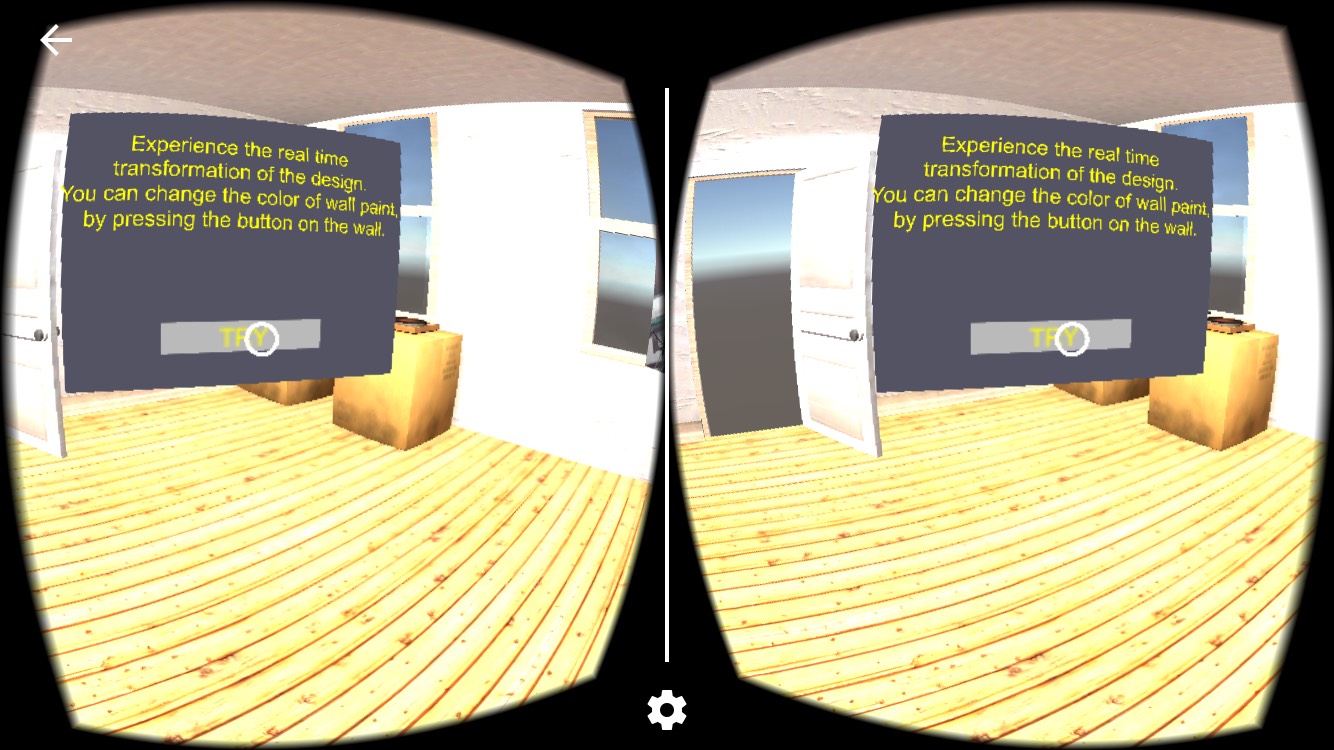 Experience the real time
transformation of the design.
You can change the color of wall paint,
by pressing the button on the wall.
TRY
Experience the real time
transformation of the design.
You can change the color of wall paint,
by pressing the button on the wall.
TRY